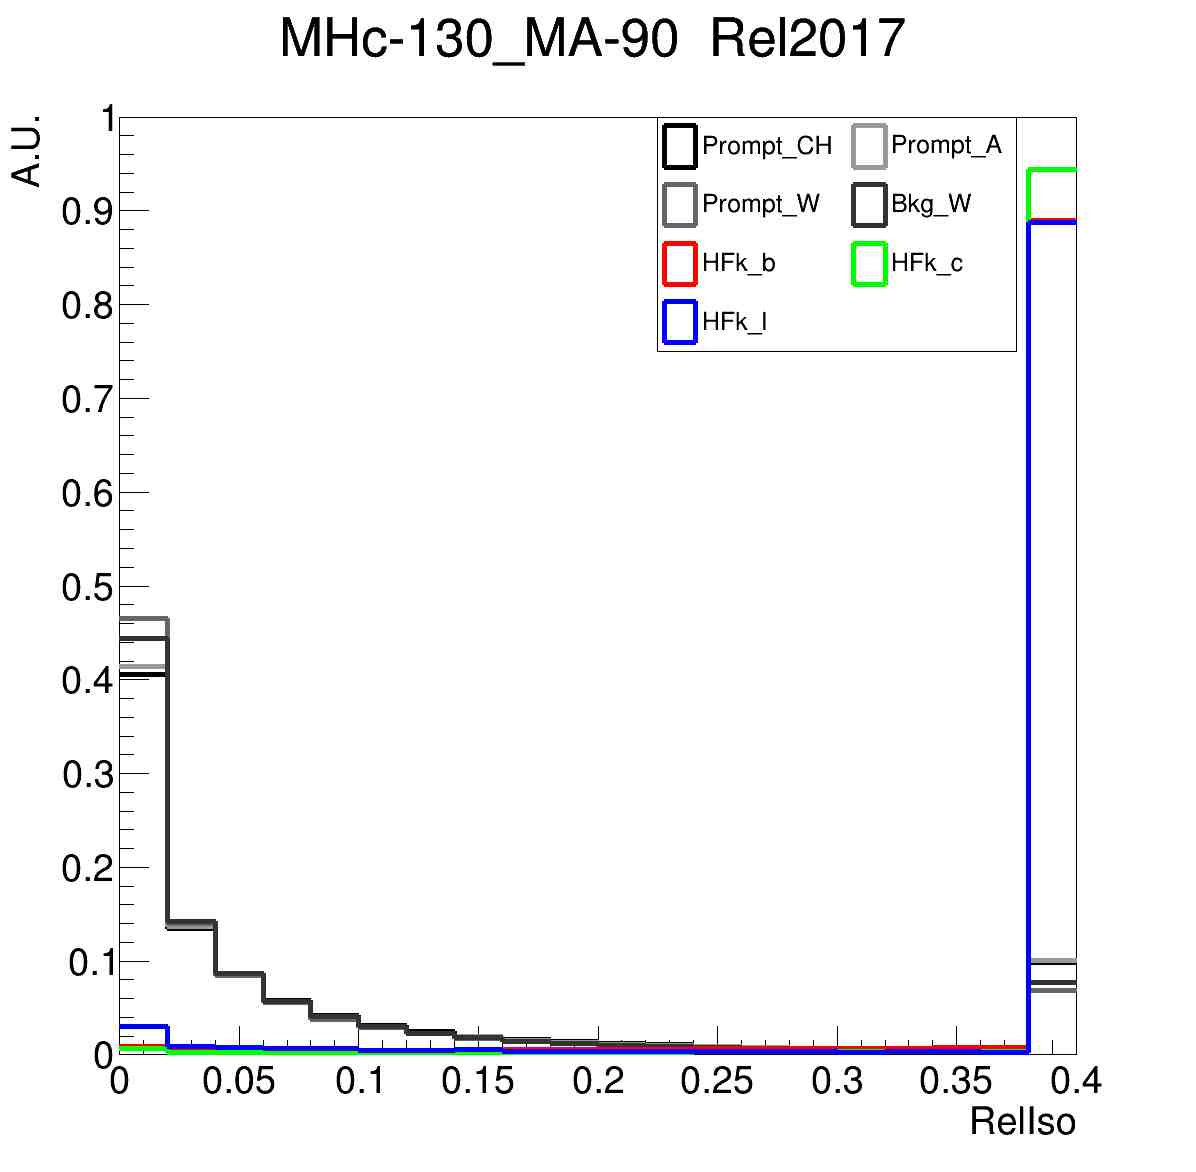 MHc-130_MA-90 Rel2017
A.U.
1
0.9
0.8
0.7
0.6
0.5
0.4
0.3
0.2
0.1
0
Prompt_CH Prompt_A
Prompt_W Bkg_W
HFk_b HFk_c
HFk_l
0 0.05 0.1 0.15 0.2 0.25 0.3 0.35 0.4
RelIso